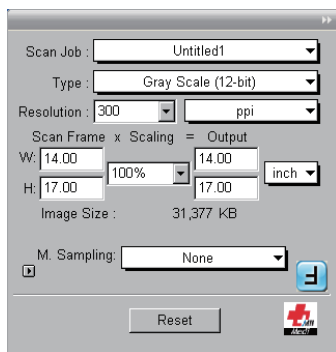 Scan Job : Untitled1
Type : Gray Scale (12-bit)
Resolution : 300 ppi
Scan Frame x Scaling = Output
W: 14.00 100% 14.00 inch
H: 17.00 17.00
Image Size : 31,377 KB
M. Sampling: None
Reset